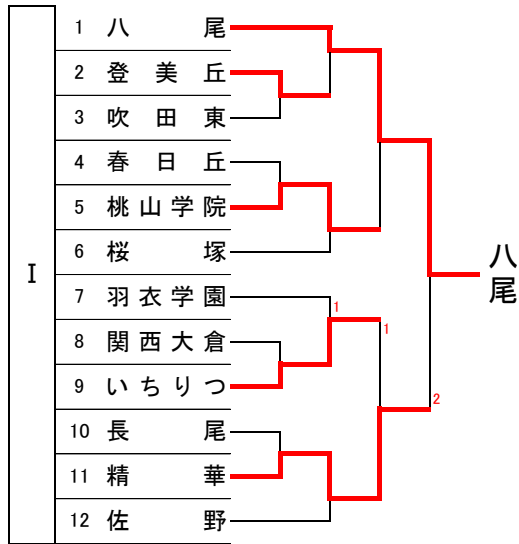 I
1 八尾
2 登美丘
3 吹田東
4 春日丘
5 桃山学院
6 桜塚
7 羽衣学園
8 関西大倉
9 いちりつ
10 長尾
11 精華
12 佐野
1
1
2
八尾